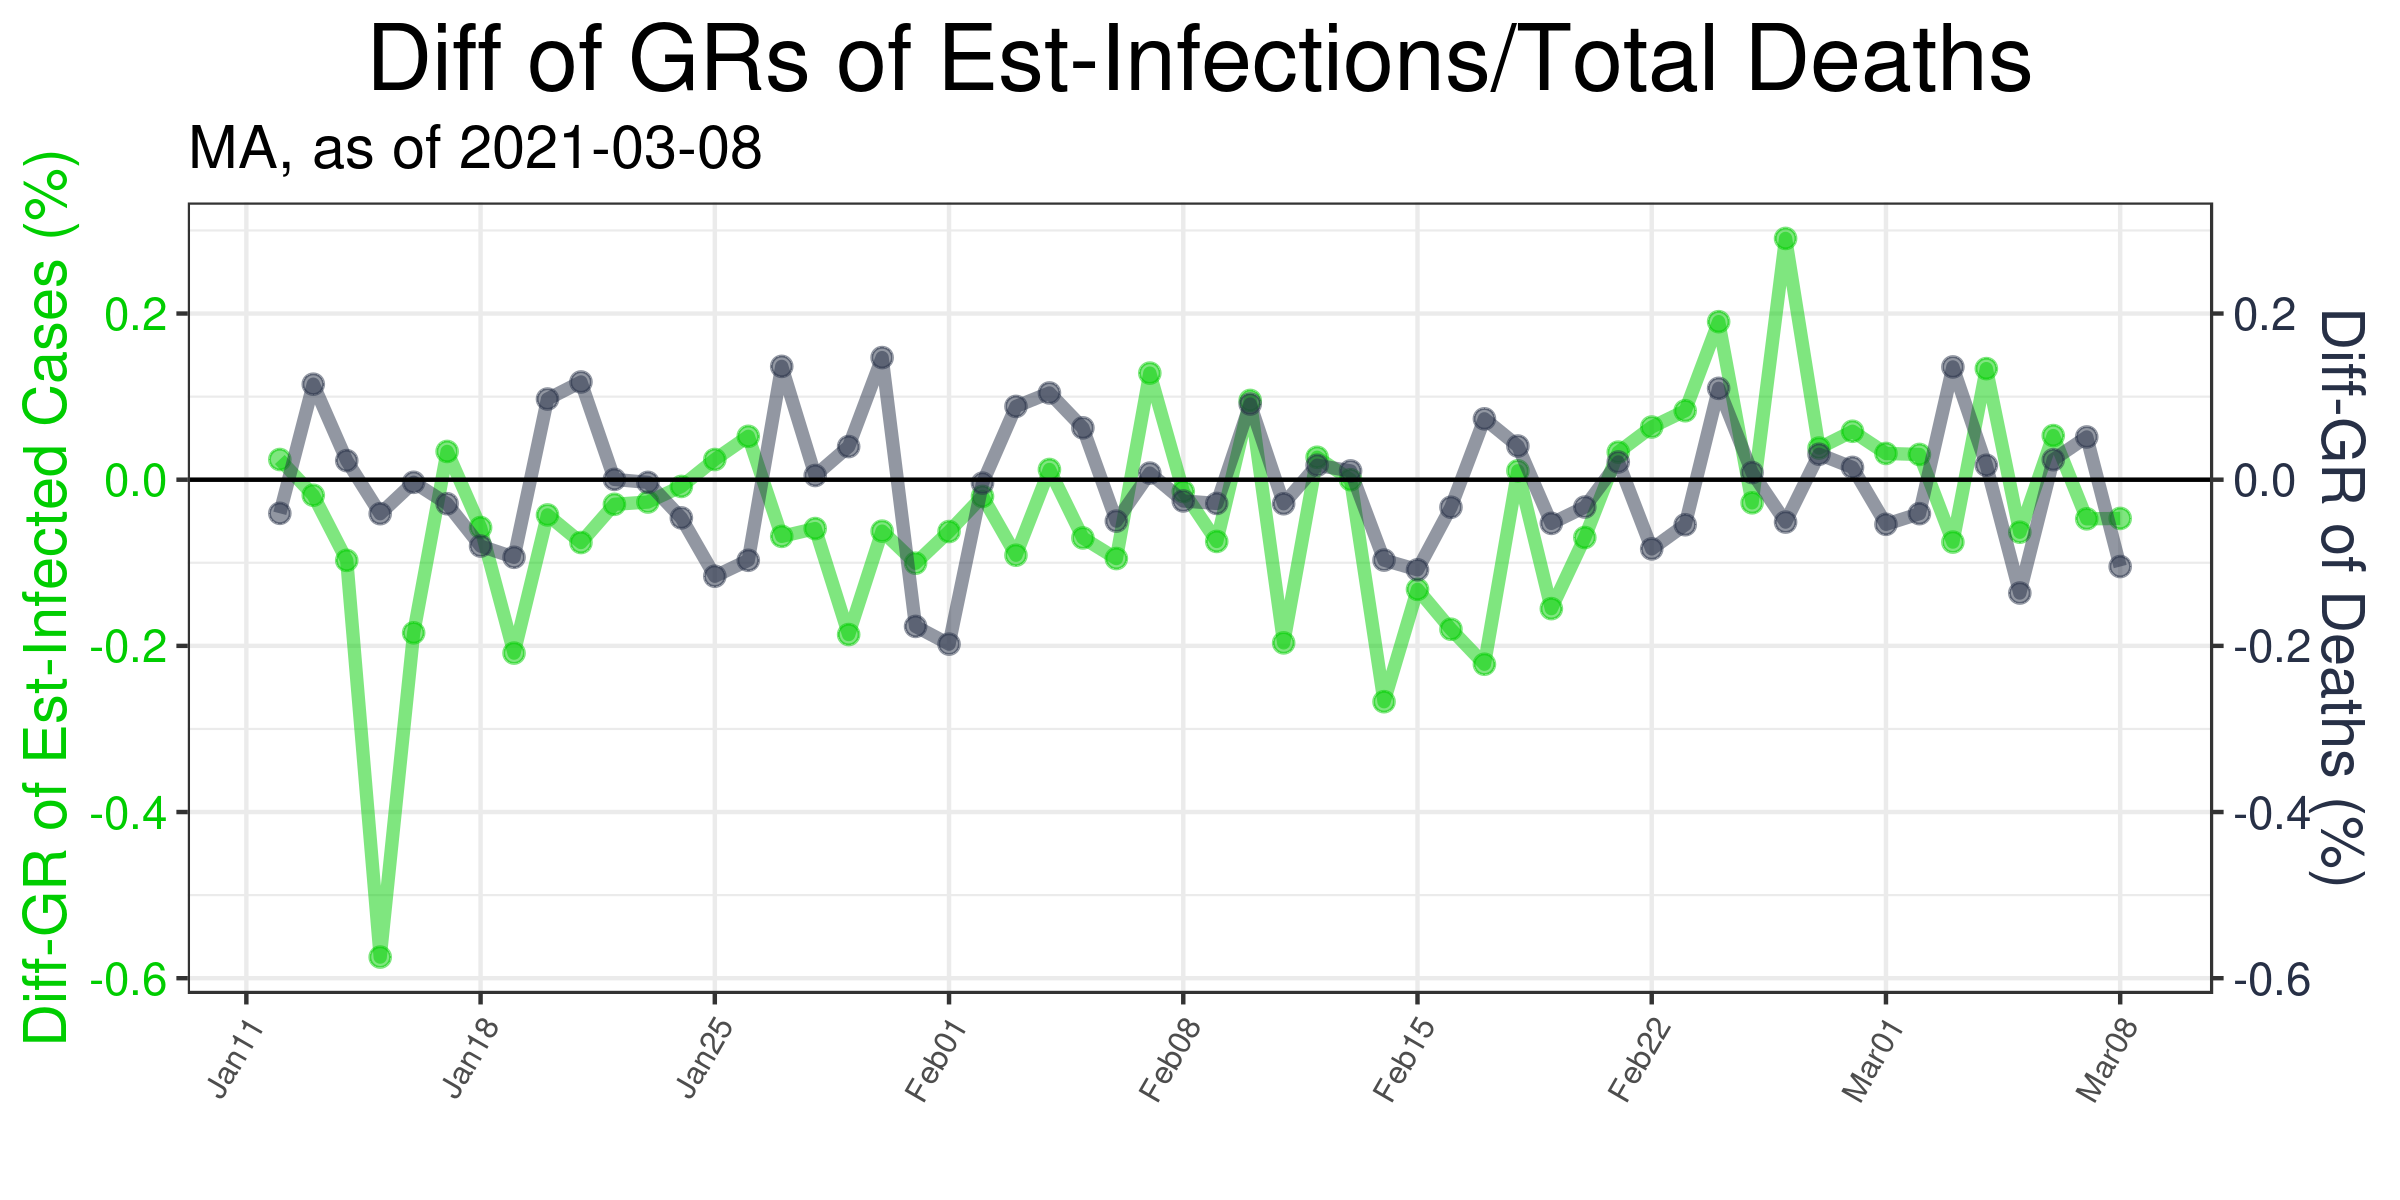 Diff of GRs of Est-Infections/Total Deaths
MA, as of 2021-03-08
Diff-GR of Est-Infected Cases (%)
0.2
0.0
-0.2
-0.4
-0.6
0.2
0.0
-0.2
-0.4
-0.6
Diff-GR of Deaths (%)
Jan11
Jan18
Jan25
Feb01
Feb08
Feb15
Feb22
Mar01
Mar08